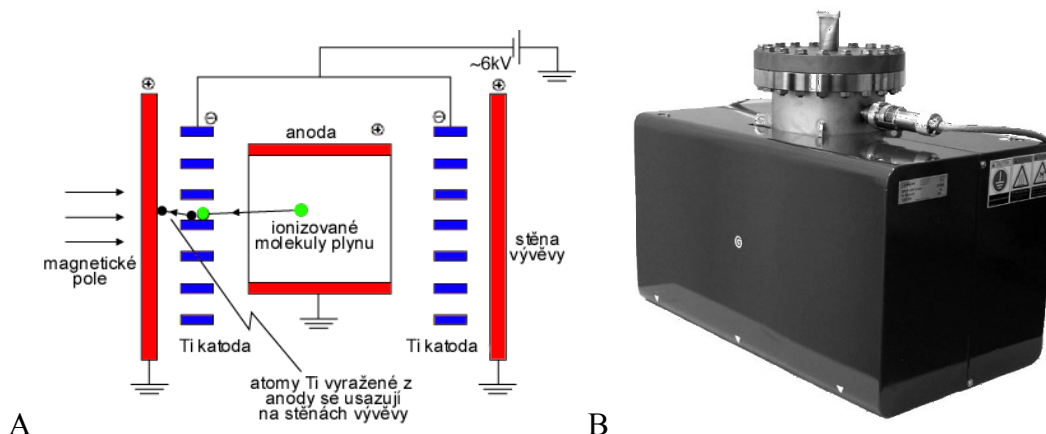 ~6kV
anoda
ionizované
molekuly plynu
magnetické
pole
stěna
vývěvy
Ti katoda
Ti katoda
atomy Ti vyražené z
anody se usazují
na stěnách vývěvy
A
B